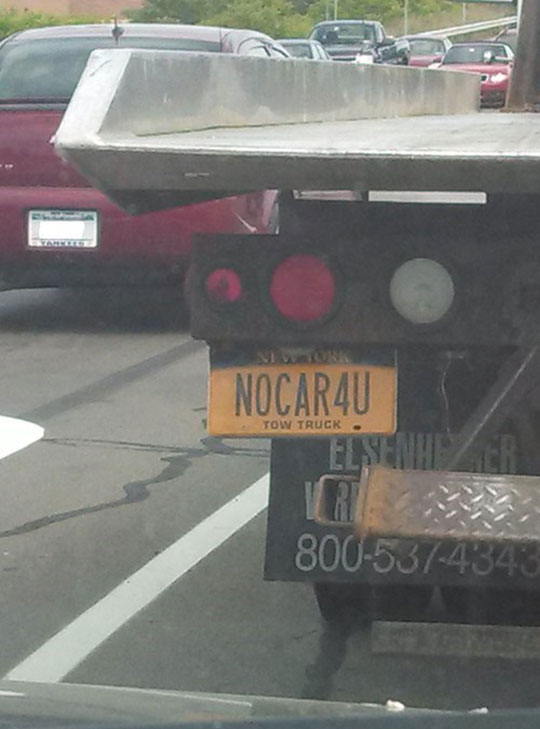 YANKEES
NEW YORK
NOCAR4U
TOW TRUCK
800-537-4343